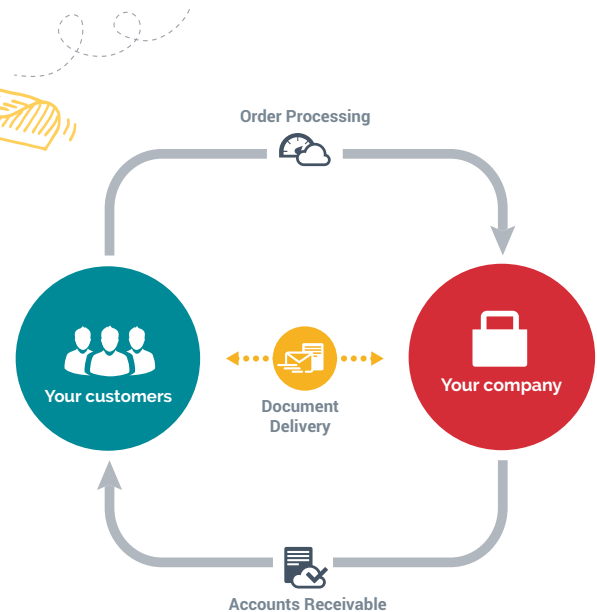 Order Processing
Your customers
Document
Delivery
Your company
Accounts Receivable